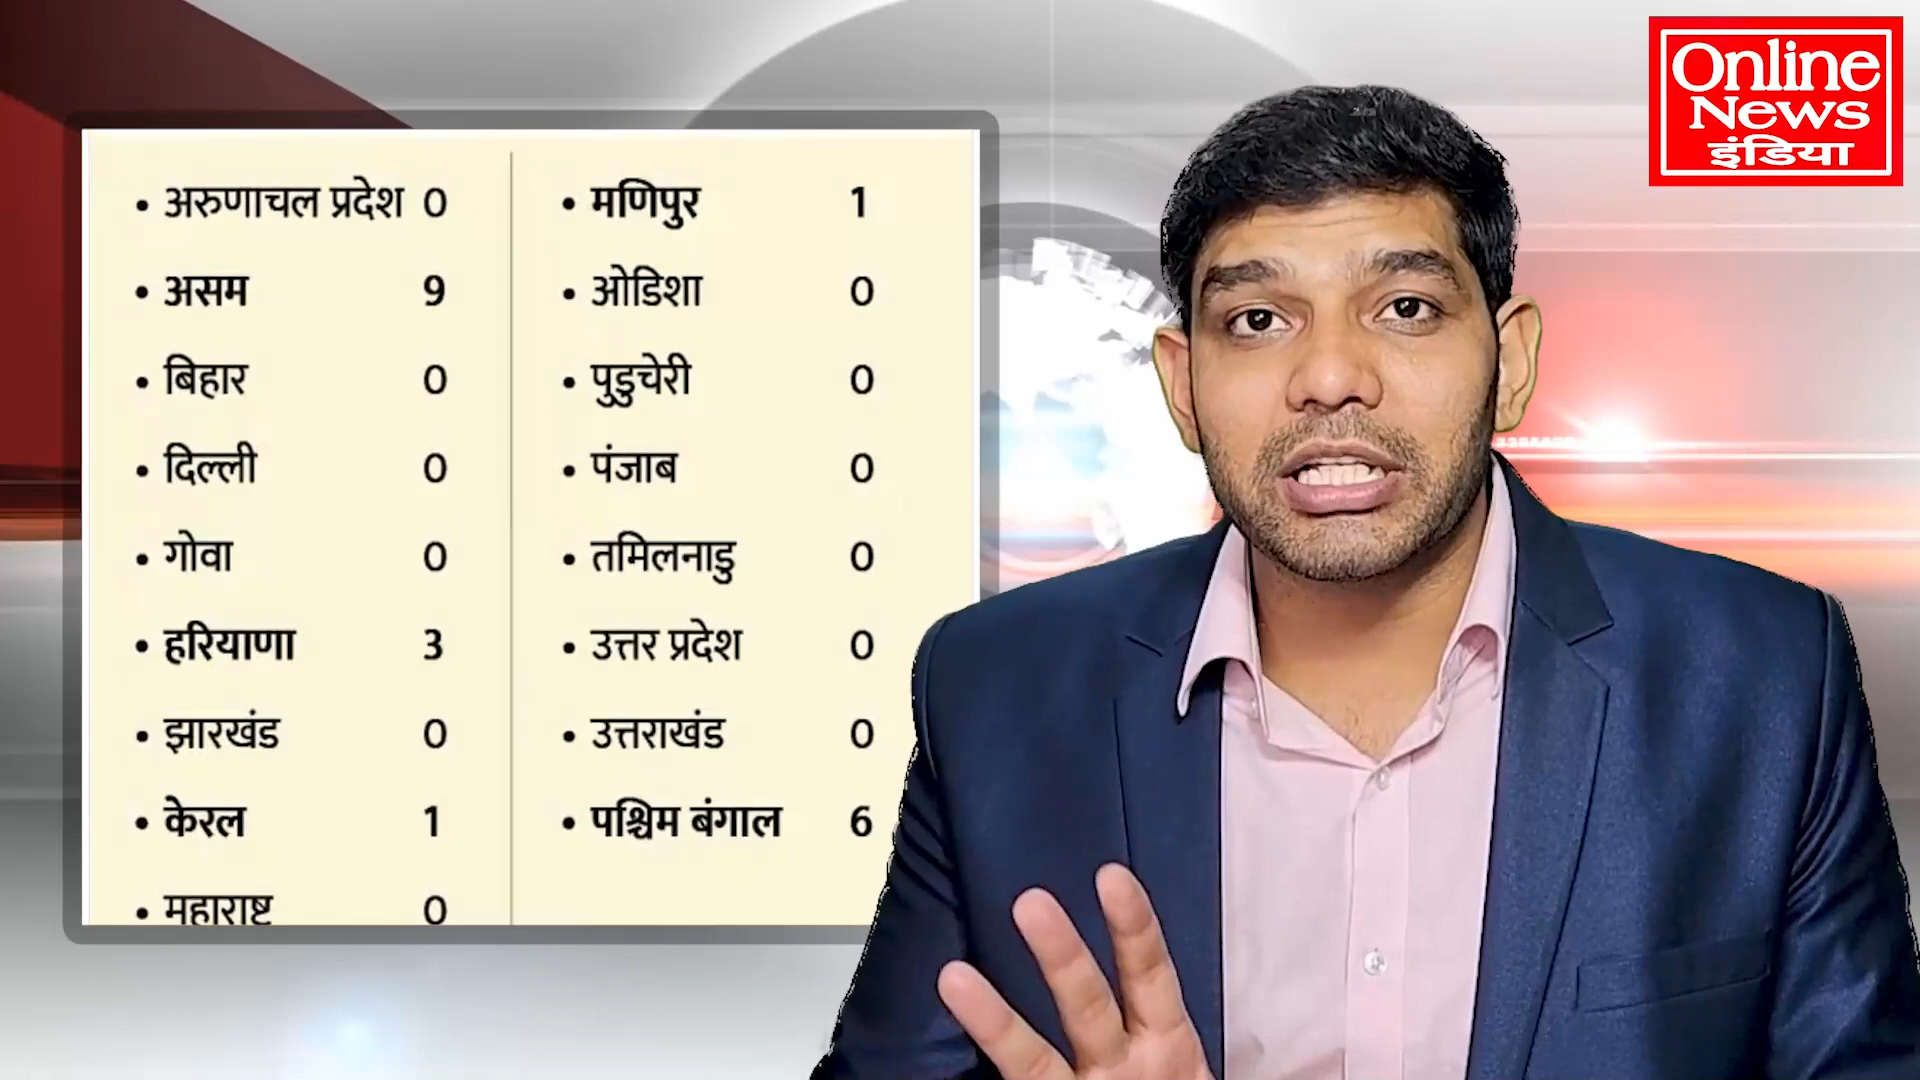 • अरुणाचल प्रदेश 0
• असम 9
• बिहार 0
• दिल्ली 0
• गोवा 0
• हरियाणा 3
• झारखंड 0
• केरल 1
• महाराष्ट्र 0
• मणिपुर 1
• ओडिशा 0
• पुडुचेरी 0
• पंजाब 0
• तमिलनाडु 0
• उत्तर प्रदेश 0
• उत्तराखंड 0
• पश्चिम बंगाल 6
Online
News
इंडिया